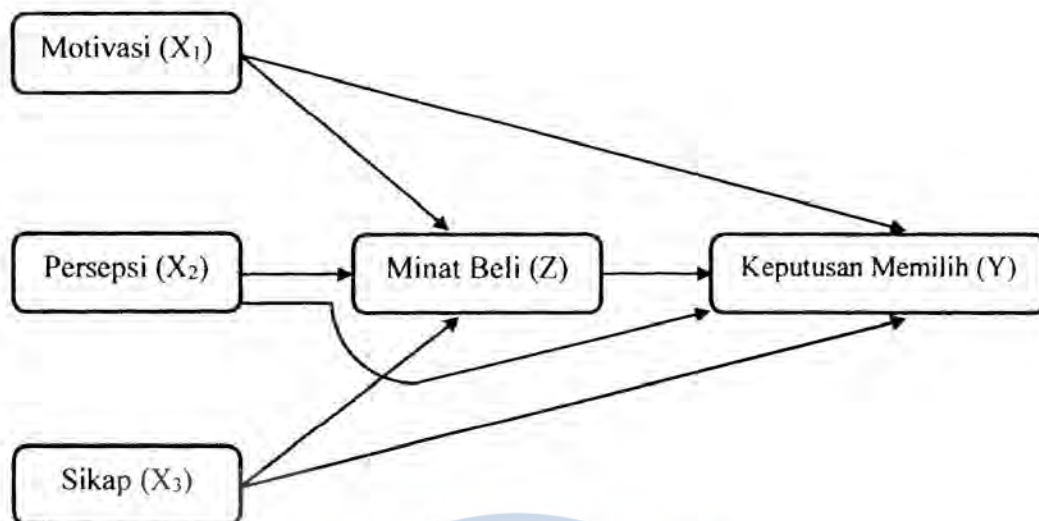 Motivasi (X₁)
Persepsi (X₂)
Minat Beli (Z)
Keputusan Memilih (Y)
Sikap (X₃)